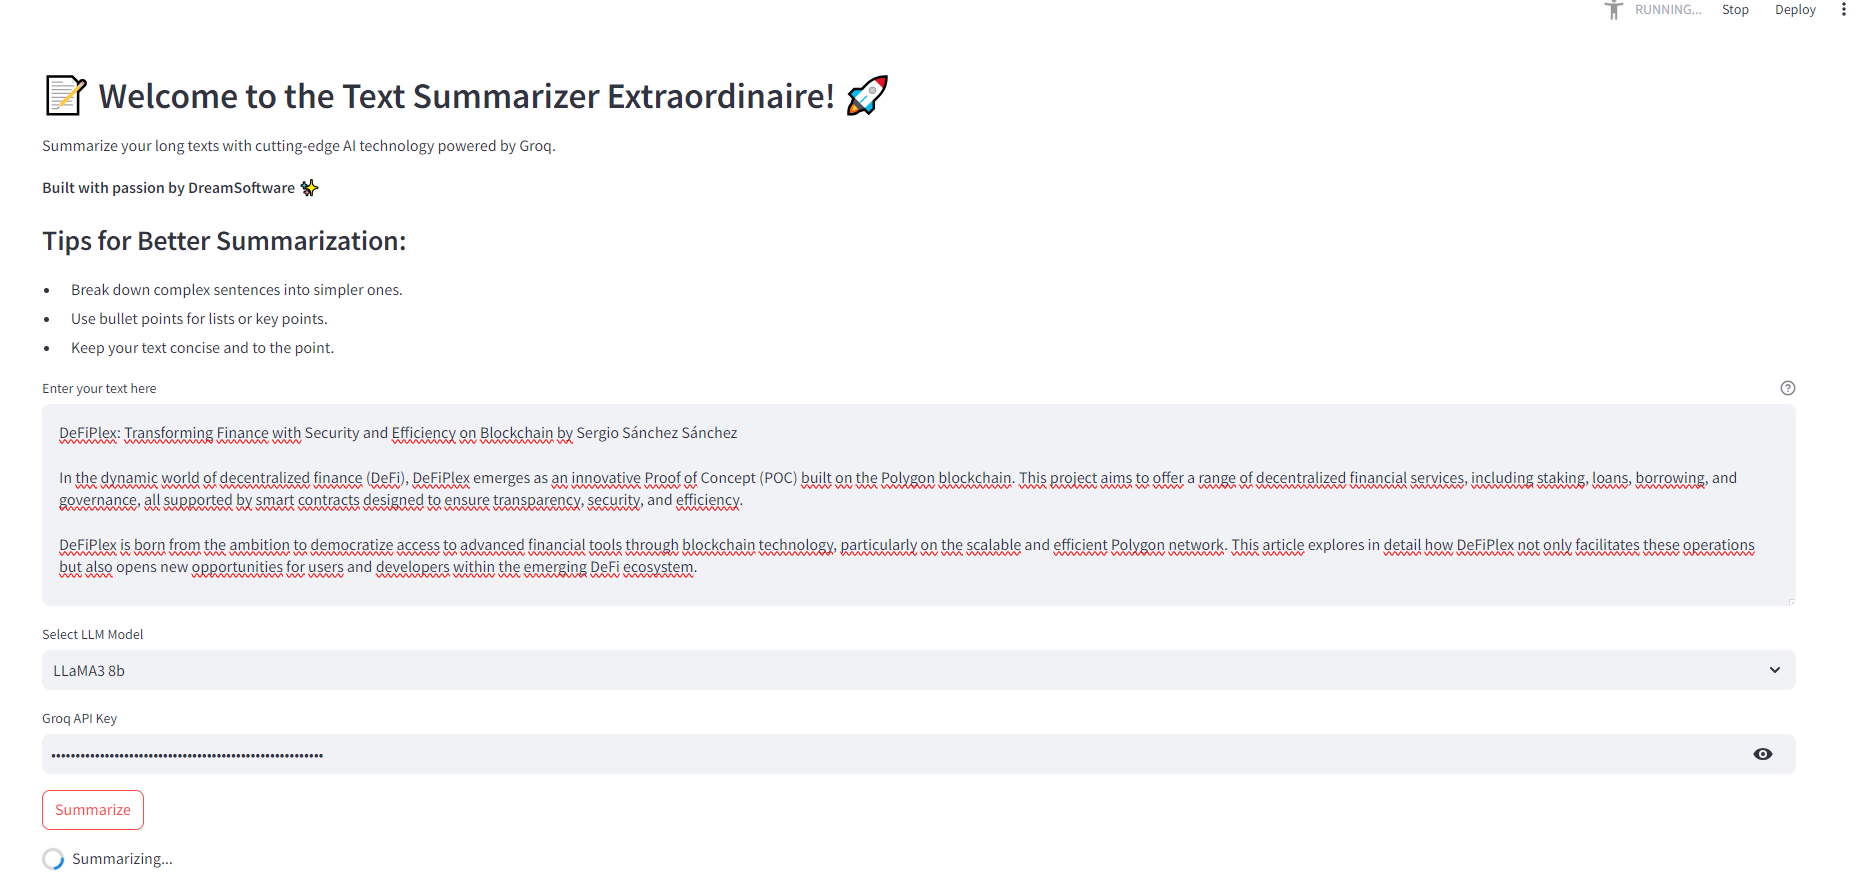 RUNNING... Stop Deploy
Welcome to the Text Summarizer Extraordinaire!
Summarize your long texts with cutting-edge AI technology powered by Groq.
Built with passion by DreamSoftware
Tips for Better Summarization:
• Break down complex sentences into simpler ones.
• Use bullet points for lists or key points.
• Keep your text concise and to the point.
Enter your text here
DeFiPlex: Transforming Finance with Security and Efficiency on Blockchain by Sergio Sánchez Sánchez
In the dynamic world of decentralized finance (DeFi), DeFiPlex emerges as an innovative Proof of Concept (POC) built on the Polygon blockchain. This project aims to offer a range of decentralized financial services, including staking, loans, borrowing, and
governance, all supported by smart contracts designed to ensure transparency, security, and efficiency.
DeFiPlex is born from the ambition to democratize access to advanced financial tools through blockchain technology, particularly on the scalable and efficient Polygon network. This article explores in detail how DeFiPlex not only facilitates these operations
but also opens new opportunities for users and developers within the emerging DeFi ecosystem.
Select LLM Model
LLaMA3 8b
Groq API Key
Summarize
Summarizing...